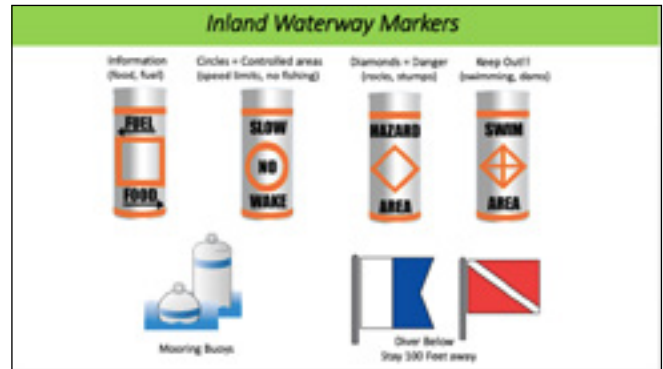 Inland Waterway Markers
Information
(food, fuel)
Circles = Controlled areas
(speed limits, no fishing)
Diamonds = Danger
(rocks, stumps)
Keep Out!!
(swimming, dams)
FUEL
FOOD
SLOW
NO
WAKE
HAZARD
AREA
SWIM
AREA
Mooring Buoys
Diver Below
Stay 100 Feet away